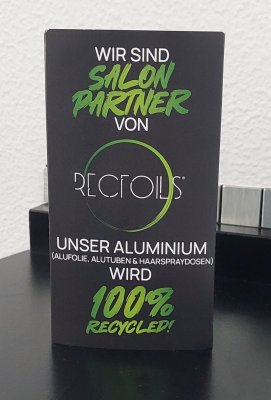 WIR SIND
SALON
PARTNER
VON
RECFOILS®
UNSER ALUMINIUM
(ALUFOLIE, ALUTUBEN & HAARSPRAYDOSEN)
WIRD
100%
RECYCLED!